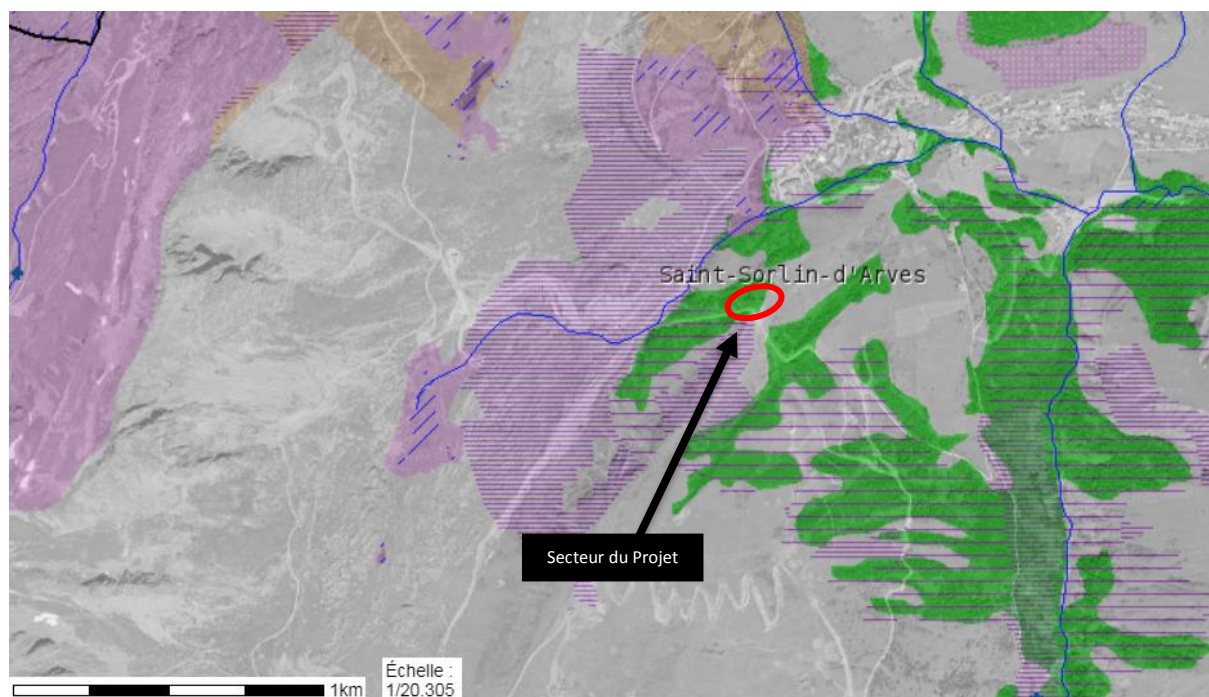 Saint-Sorlin-d'Arves
Secteur du Projet
1km
Échelle :
1/20.305